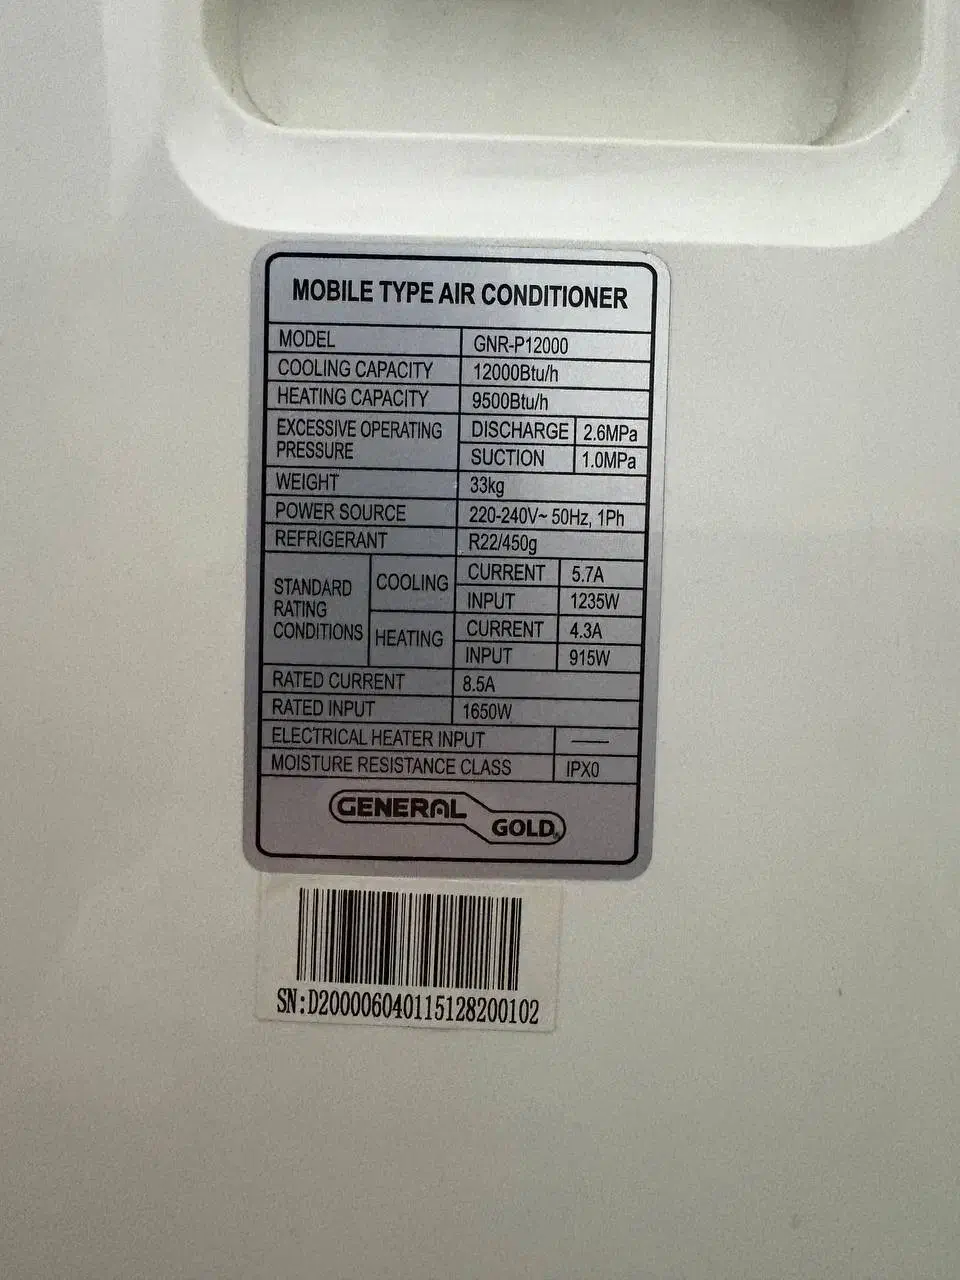 MOBILE TYPE AIR CONDITIONER
MODEL GNR-P12000
COOLING CAPACITY 12000Btu/h
HEATING CAPACITY 9500Btu/h
EXCESSIVE OPERATING PRESSURE DISCHARGE 2.6MPa
SUCTION 1.0MPa
WEIGHT 33kg
POWER SOURCE 220-240V~ 50Hz, 1Ph
REFRIGERANT R22/450g
STANDARD RATING CONDITIONS COOLING CURRENT 5.7A
INPUT 1235W
HEATING CURRENT 4.3A
INPUT 915W
RATED CURRENT 8.5A
RATED INPUT 1650W
ELECTRICAL HEATER INPUT —
MOISTURE RESISTANCE CLASS IPX0
GENERAL
GOLD®
SN:D200006040115128200102